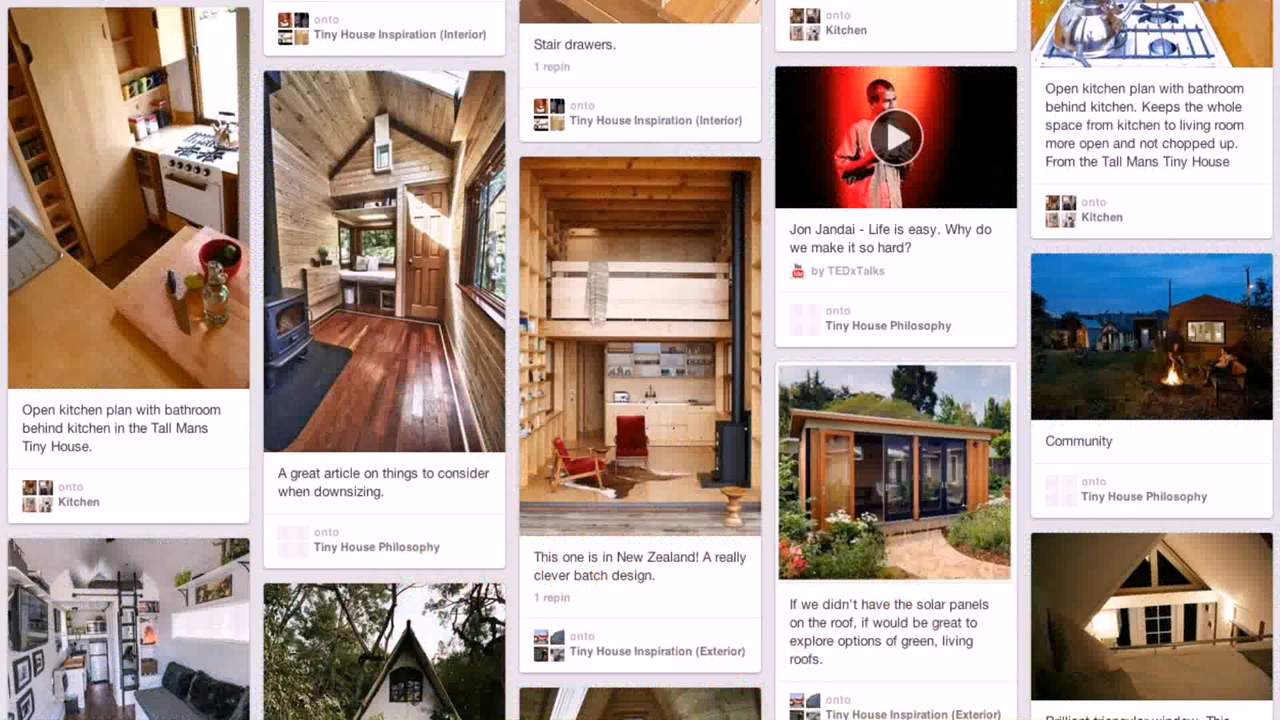 Open kitchen plan with bathroom
behind kitchen in the Tall Mans
Tiny House.
onto
Kitchen
onto
Tiny House Inspiration (Interior)
A great article on things to consider
when downsizing.
onto
Tiny House Philosophy
Stair drawers.
1 repin
onto
Tiny House Inspiration (Interior)
This one is in New Zealand! A really
clever batch design.
1 repin
onto
Tiny House Inspiration (Exterior)
onto
Kitchen
Jon Jandai - Life is easy. Why do
we make it so hard?
by TEDxTalks
onto
Tiny House Philosophy
If we didn't have the solar panels
on the roof, if would be great to
explore options of green, living
roofs.
onto
Tiny House Inspiration (Exterior)
Open kitchen plan with bathroom
behind kitchen. Keeps the whole
space from kitchen to living room
more open and not chopped up.
From the Tall Mans Tiny House
onto
Kitchen
Community
onto
Tiny House Philosophy
Brilliant triangular window. This